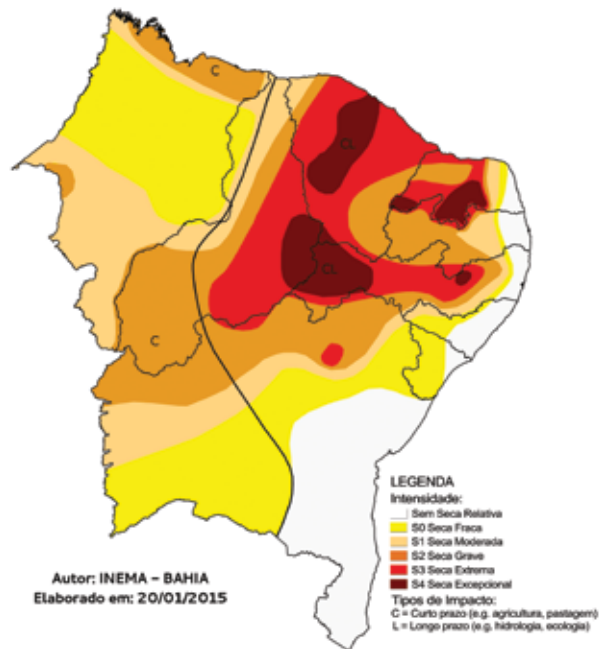 C
CL
CL
C
LEGENDA
Intensidade:
Sem Seca Relativa
S0 Seca Fraca
S1 Seca Moderada
S2 Seca Grave
S3 Seca Extrema
S4 Seca Excepcional
Tipos de Impacto:
C = Curto prazo (e.g. agricultura, pastagem)
L = Longo prazo (e.g. hidrologia, ecologia)
Autor: INEMA – BAHIA
Elaborado em: 20/01/2015